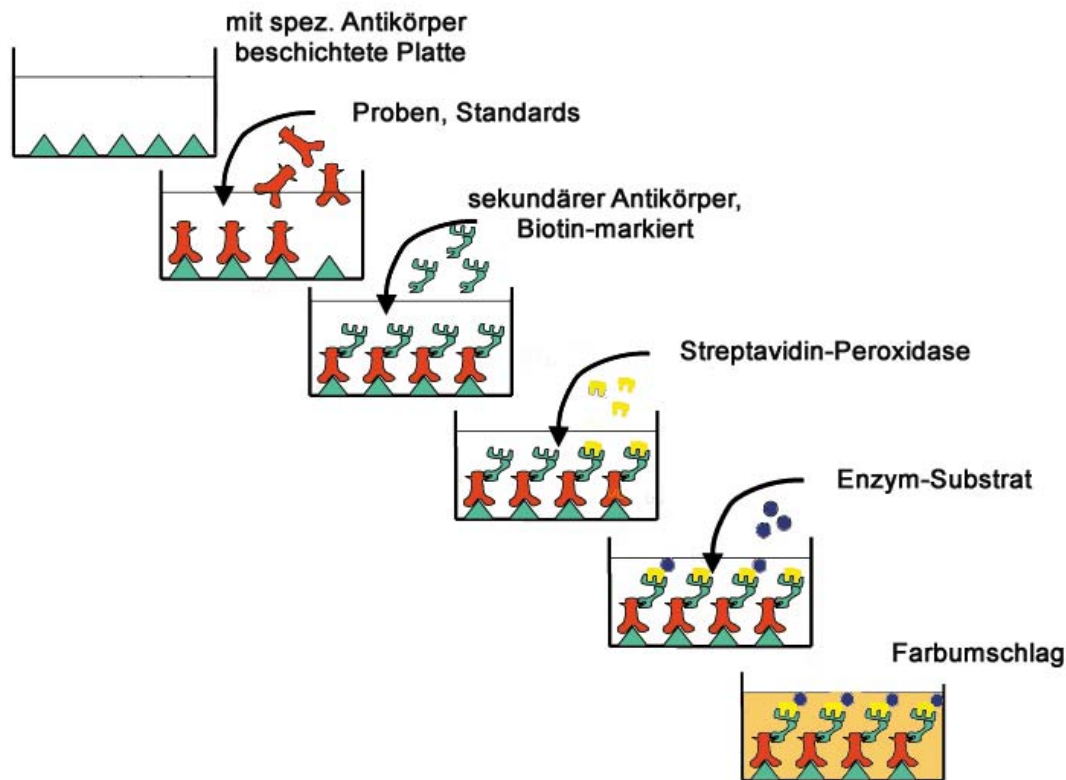 mit spez. Antikörper
beschichtete Platte
Proben, Standards
sekundärer Antikörper,
Biotin-markiert
Streptavidin-Peroxidase
Enzym-Substrat
Farbumschlag